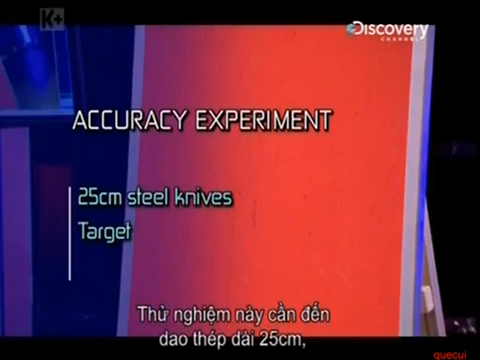 K+
Discovery
CHANNEL
ACCURACY EXPERIMENT
25cm steel knives
Target
Thử nghiệm này cần đến
dao thép dài 25cm,
quecui